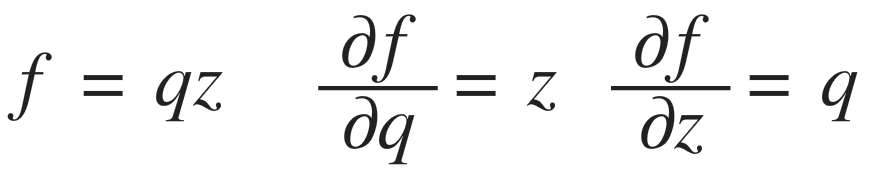 f = qz ∂f/∂q = z ∂f/∂z = q